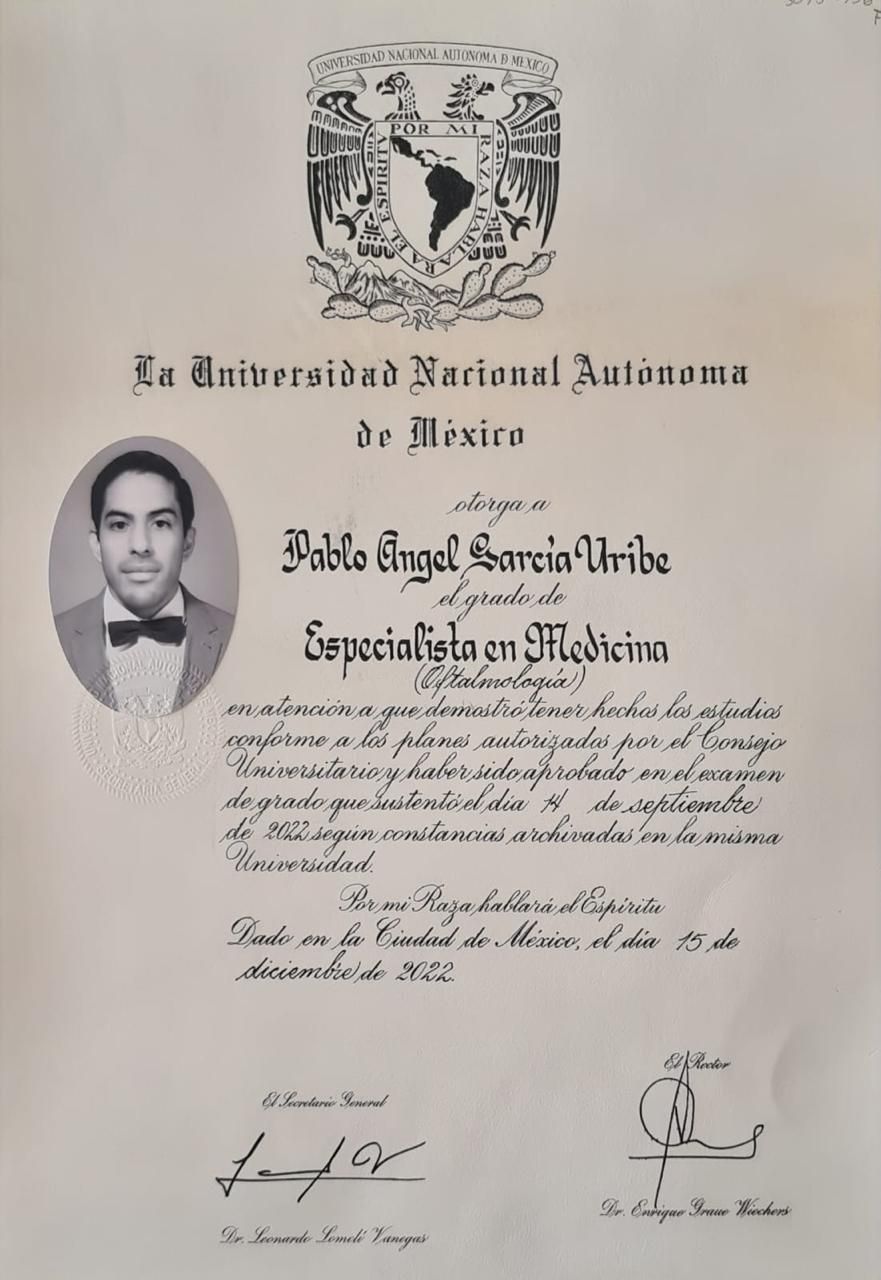 UNIVERSIDAD NACIONAL AUTONOMA D MEXICO
POR MI RAZA HABLARA EL ESPIRITU
La Universidad Nacional Autónoma
de México
otorga a
Pablo Angel García Uribe
el grado de
Especialista en Medicina
(Oftalmología)
en atención a que demostró tener hechos los estudios
conforme a los planes autorizados por el Consejo
Universitario y haber sido aprobado en el examen
de grado que sustentó el día 14 de septiembre
de 2022 según constancias archivadas en la misma
Universidad.
Por mi Raza hablará el Espíritu
Dado en la Ciudad de México, el día 15 de
diciembre de 2022.
El Rector
El Secretario General
Dr. Enrique Graue Wiechers
Dr. Leonardo Lomelí Vanegas